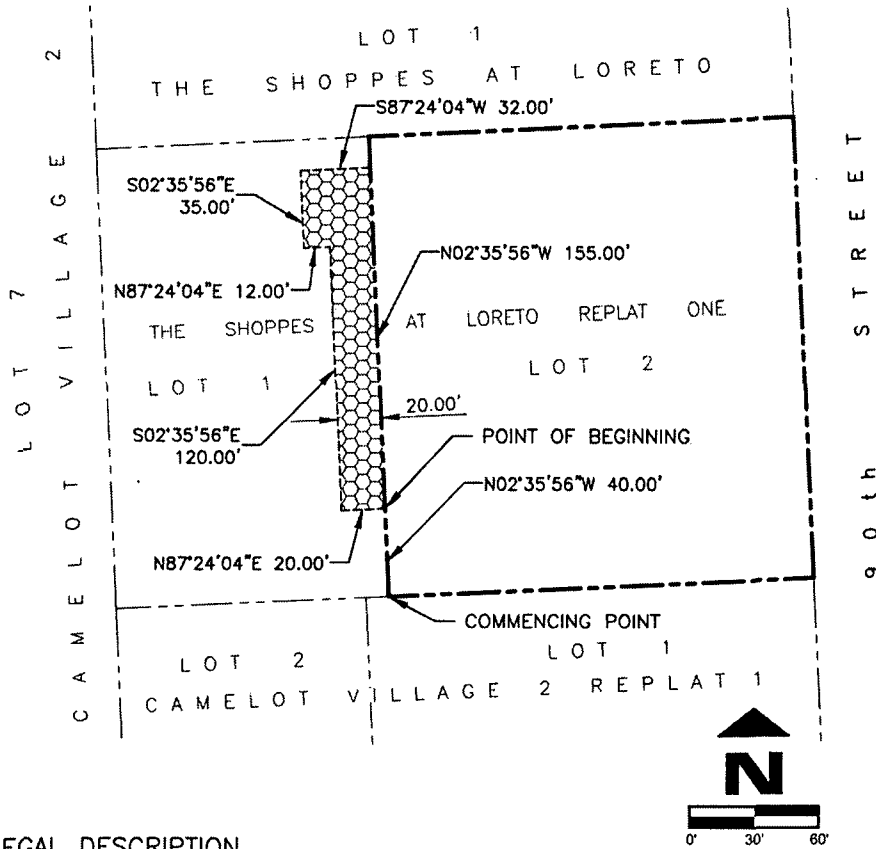 LOT 1
THE SHOPPES AT LORETO
S87°24'04"W 32.00'
S02°35'56"E
35.00'
N02°35'56"W 155.00'
N87°24'04"E 12.00'
THE SHOPPES AT LORETO REPLAT ONE
LOT 1
LOT 2
S02°35'56"E
120.00'
20.00'
POINT OF BEGINNING
N02°35'56"W 40.00'
N87°24'04"E 20.00'
COMMENCING POINT
LOT 2
LOT 1
CAMELOT VILLAGE 2 REPLAT 1
LOT 7
CAMELOT VILLAGE 2
90th STREET
N
0' 30' 60'
EGAL DESCRIPTION